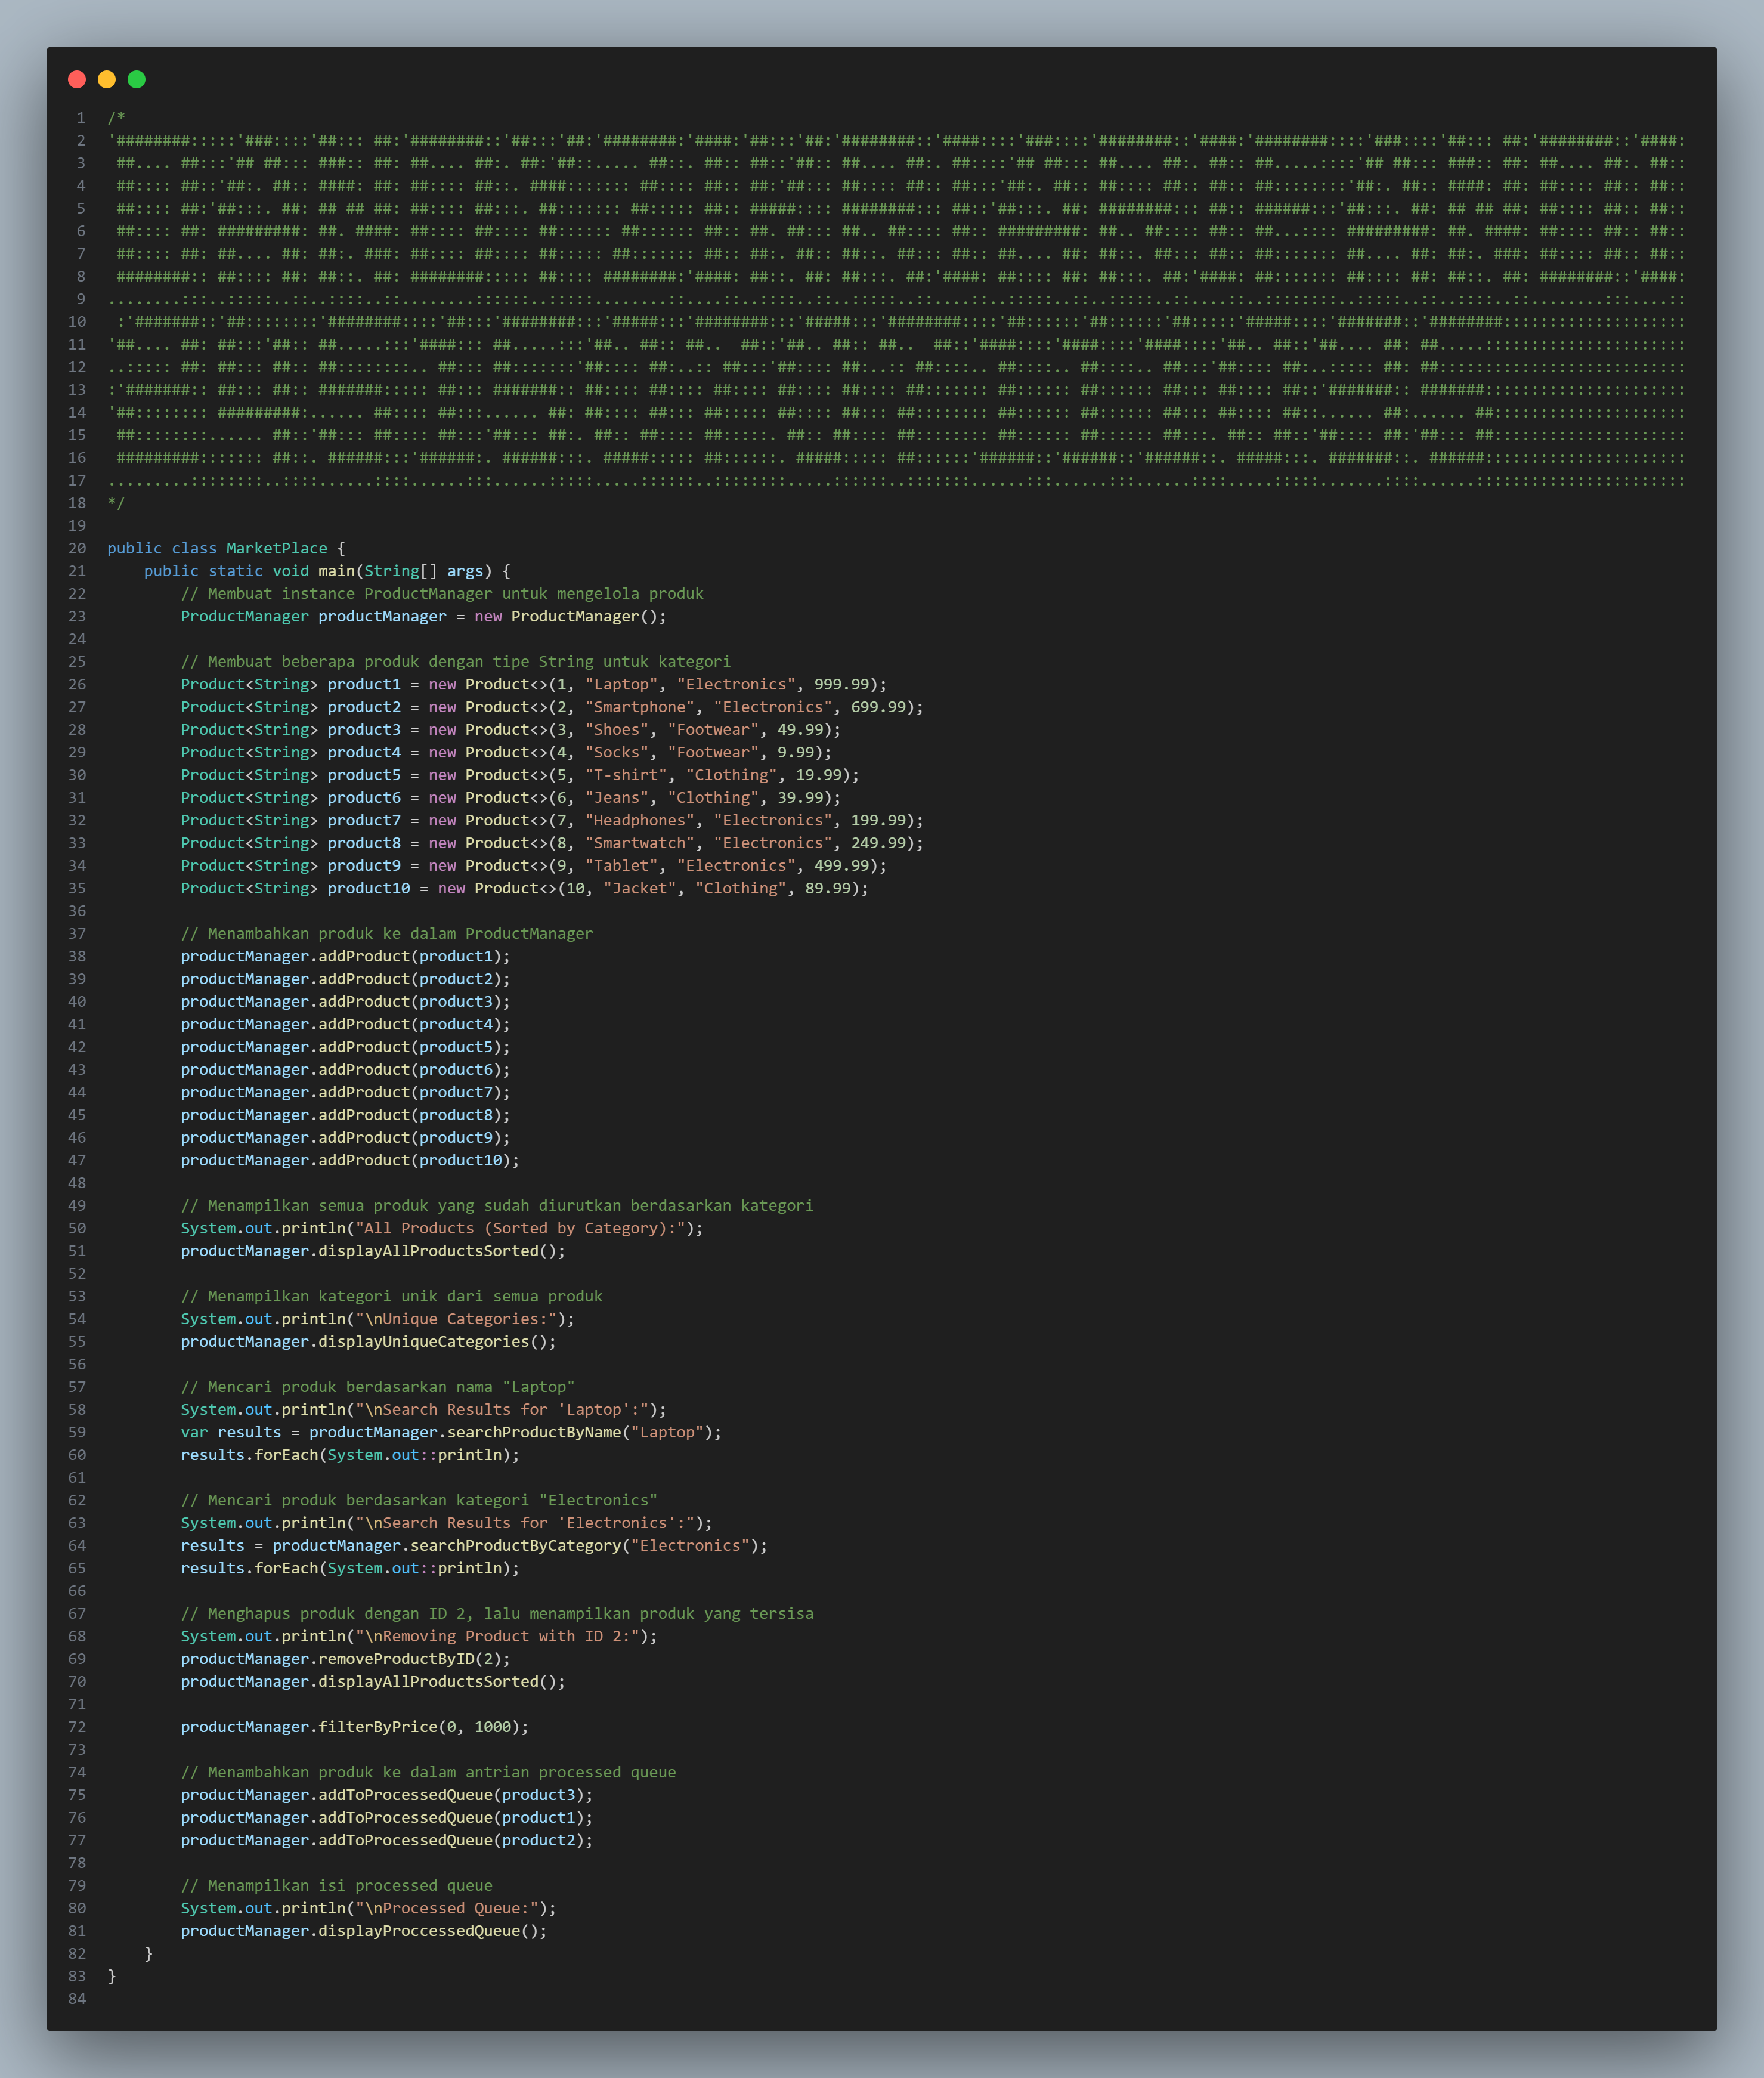 1 /*
2 '########:::::'###::::'##::: ##:'########::'##:::'##:'########:'####:'##:::'##:'########::'####::::'###::::'########::'####:'########::::'###::::'##::: ##:'########::'####:
3  ##.... ##:::'## ##::: ###:: ##: ##.... ##:. ##:'##::..... ##::. ##:: ##::'##:: ##.... ##:. ##::::'## ##::: ##.... ##:. ##:: ##.....::::'## ##::: ###:: ##: ##.... ##:. ##::
4  ##:::: ##::'##:. ##:: ####: ##: ##:::: ##::. ####::::::: ##:::: ##:: ##:'##::: ##:::: ##:: ##:::'##:. ##:: ##:::: ##:: ##:: ##::::::::'##:. ##:: ####: ##: ##:::: ##:: ##::
5  ##:::: ##:'##:::. ##: ## ## ##: ##:::: ##:::. ##::::::: ##::::: ##:: #####:::: ########::: ##::'##:::. ##: ########::: ##:: ######:::'##:::. ##: ## ## ##: ##:::: ##:: ##::
6  ##:::: ##: #########: ##. ####: ##:::: ##:::: ##:::::: ##:::::: ##:: ##. ##::: ##.. ##:::: ##:: #########: ##.. ##:::: ##:: ##...:::: #########: ##. ####: ##:::: ##:: ##::
7  ##:::: ##: ##.... ##: ##:. ###: ##:::: ##:::: ##::::: ##:::::::: ##:: ##:. ##:: ##::. ##:: ##:: ##.... ##: ##::. ##::: ##:: ##::::::: ##.... ##: ##:. ###: ##:::: ##:: ##::
8  ########:: ##:::: ##: ##::. ##: ########::::: ##:::: ########:'####: ##::. ##: ##:::. ##:'####: ##:::: ##: ##:::. ##:'####: ##::::::: ##:::: ##: ##::. ##: ########::'####:
9 ........:::..:::::..::..::::..::........::::::..:::::........::....::..::::..::..:::::..::....::..:::::..::..:::::..::....::..::::::::..:::::..::..::::..::........:::....::
10  :'#######::'##::::::::'########::::'##:::'########:::'#####:::'########:::'#####:::'########::::'##::::::'##::::::'##:::::'#####::::'#######::'########::::::::::::::::::::
11 '##.... ##: ##:::'##:: ##.....:::'####::: ##.....:::'##.. ##:: ##..  ##::'##.. ##:: ##..  ##::'####::::'####::::'####::::'##.. ##::'##.... ##: ##.....::::::::::::::::::::::
12 ..::::: ##: ##::: ##:: ##::::::::.. ##::: ##:::::::'##:::: ##:..:: ##:::'##:::: ##:..:: ##:::::.. ##::::.. ##::::.. ##:::'##:::: ##:..::::: ##: ##:::::::::::::::::::::::::::
13 :'#######:: ##::: ##:: #######::::: ##::: #######:: ##:::: ##:::: ##:::: ##:::: ##:::: ##::::::: ##:::::: ##:::::: ##::: ##:::: ##::'#######:: #######::::::::::::::::::::::
14 '##:::::::: #########:...... ##:::: ##:::...... ##: ##:::: ##::: ##::::: ##:::: ##::: ##:::::::: ##:::::: ##:::::: ##::: ##:::: ##::...... ##:...... ##:::::::::::::::::::::
15  ##::::::::...... ##::'##::: ##:::: ##:::'##::: ##:. ##:: ##:::: ##:::::. ##:: ##:::: ##:::::::: ##:::::: ##:::::: ##:::. ##:: ##::'##:::: ##:'##::: ##:::::::::::::::::::::
16  #########::::::: ##::. ######:::'######:. ######:::. #####::::: ##::::::. #####::::: ##::::::'######::'######::'######::. #####:::. #######::. ######::::::::::::::::::::::
17 .........::::::::..::::......::::......:::......:::::.....::::::..::::::::.....::::::..:::::::......:::......:::......::::.....:::::.......::::......:::::::::::::::::::::::
18 */
19
20 public class MarketPlace {
21     public static void main(String[] args) {
22         // Membuat instance ProductManager untuk mengelola produk
23         ProductManager productManager = new ProductManager();
24
25         // Membuat beberapa produk dengan tipe String untuk kategori
26         Product<String> product1 = new Product<>(1, "Laptop", "Electronics", 999.99);
27         Product<String> product2 = new Product<>(2, "Smartphone", "Electronics", 699.99);
28         Product<String> product3 = new Product<>(3, "Shoes", "Footwear", 49.99);
29         Product<String> product4 = new Product<>(4, "Socks", "Footwear", 9.99);
30         Product<String> product5 = new Product<>(5, "T-shirt", "Clothing", 19.99);
31         Product<String> product6 = new Product<>(6, "Jeans", "Clothing", 39.99);
32         Product<String> product7 = new Product<>(7, "Headphones", "Electronics", 199.99);
33         Product<String> product8 = new Product<>(8, "Smartwatch", "Electronics", 249.99);
34         Product<String> product9 = new Product<>(9, "Tablet", "Electronics", 499.99);
35         Product<String> product10 = new Product<>(10, "Jacket", "Clothing", 89.99);
36
37         // Menambahkan produk ke dalam ProductManager
38         productManager.addProduct(product1);
39         productManager.addProduct(product2);
40         productManager.addProduct(product3);
41         productManager.addProduct(product4);
42         productManager.addProduct(product5);
43         productManager.addProduct(product6);
44         productManager.addProduct(product7);
45         productManager.addProduct(product8);
46         productManager.addProduct(product9);
47         productManager.addProduct(product10);
48
49         // Menampilkan semua produk yang sudah diurutkan berdasarkan kategori
50         System.out.println("All Products (Sorted by Category):");
51         productManager.displayAllProductsSorted();
52
53         // Menampilkan kategori unik dari semua produk
54         System.out.println("\nUnique Categories:");
55         productManager.displayUniqueCategories();
56
57         // Mencari produk berdasarkan nama "Laptop"
58         System.out.println("\nSearch Results for 'Laptop':");
59         var results = productManager.searchProductByName("Laptop");
60         results.forEach(System.out::println);
61
62         // Mencari produk berdasarkan kategori "Electronics"
63         System.out.println("\nSearch Results for 'Electronics':");
64         results = productManager.searchProductByCategory("Electronics");
65         results.forEach(System.out::println);
66
67         // Menghapus produk dengan ID 2, lalu menampilkan produk yang tersisa
68         System.out.println("\nRemoving Product with ID 2:");
69         productManager.removeProductByID(2);
70         productManager.displayAllProductsSorted();
71
72         productManager.filterByPrice(0, 1000);
73
74         // Menambahkan produk ke dalam antrian processed queue
75         productManager.addToProcessedQueue(product3);
76         productManager.addToProcessedQueue(product1);
77         productManager.addToProcessedQueue(product2);
78
79         // Menampilkan isi processed queue
80         System.out.println("\nProcessed Queue:");
81         productManager.displayProccessedQueue();
82     }
83 }
84